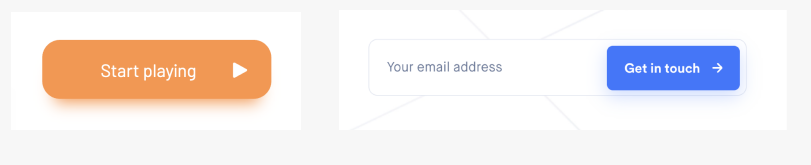 Start playing
Your email address
Get in touch